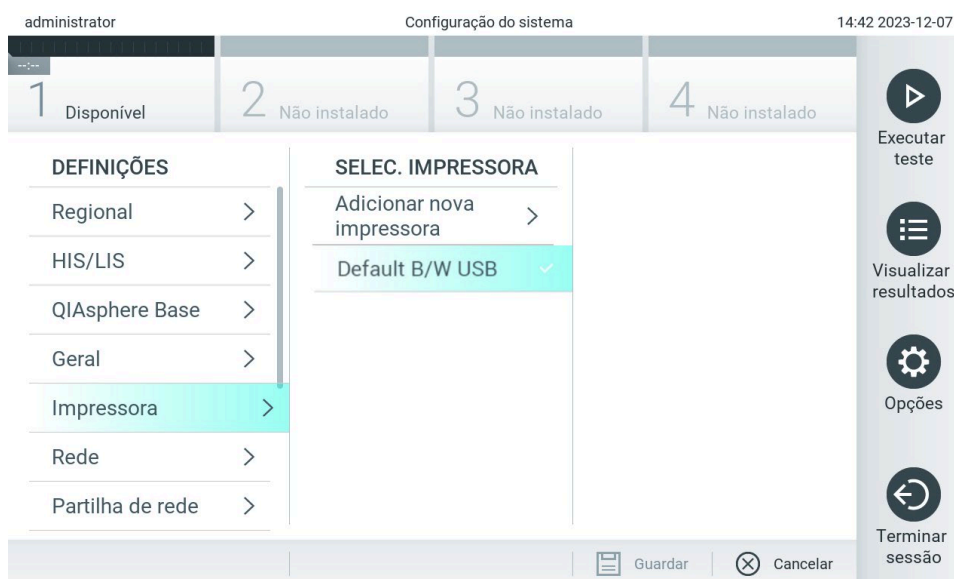 administrator
Configuração do sistema
14:42 2023-12-07
--:--
1 Disponível
2 Não instalado
3 Não instalado
4 Não instalado
DEFINIÇÕES
Regional
HIS/LIS
QIAsphere Base
Geral
Impressora
Rede
Partilha de rede
SELEC. IMPRESSORA
Adicionar nova
impressora
Default B/W USB
Executar
teste
Visualizar
resultados
Opções
Terminar
sessão
Guardar
Cancelar